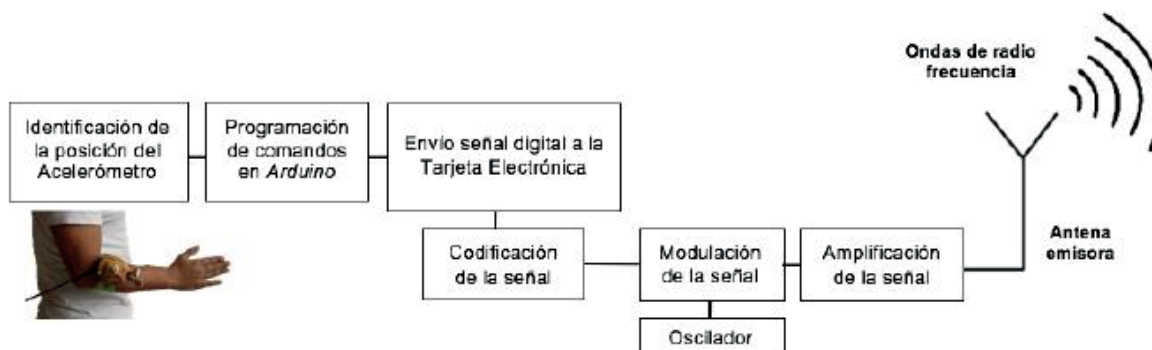 Ondas de radio
frecuencia
Identificación de
la posición del
Acelerómetro
Programación
de comandos
en Arduino
Envío señal digital a la
Tarjeta Electrónica
Codificación
de la señal
Modulación
de la señal
Amplificación
de la señal
Antena
emisora
Oscilador